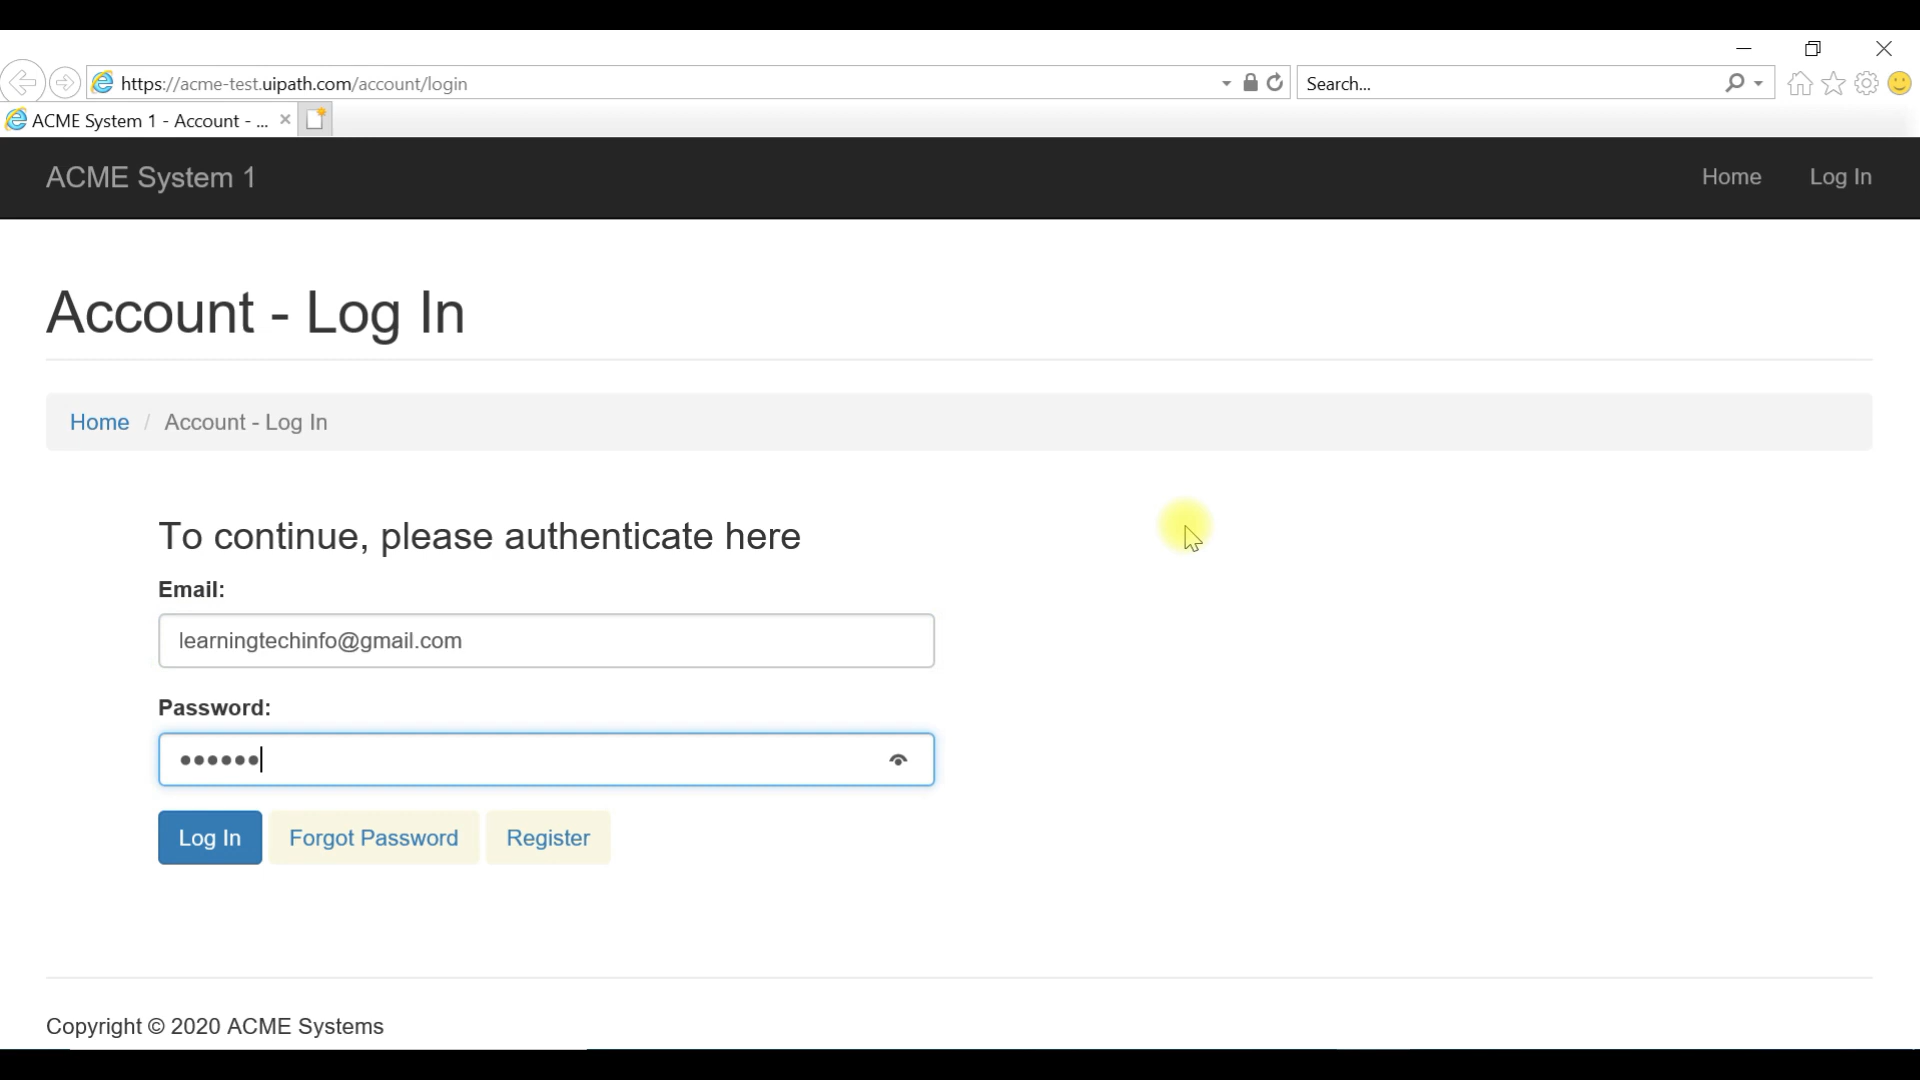 https://acme-test.uipath.com/account/login
Search...
ACME System 1 - Account - ...
ACME System 1
Home
Log In
Account - Log In
Home / Account - Log In
To continue, please authenticate here
Email:
learningtechinfo@gmail.com
Password:
••••••
Log In
Forgot Password
Register
Copyright © 2020 ACME Systems